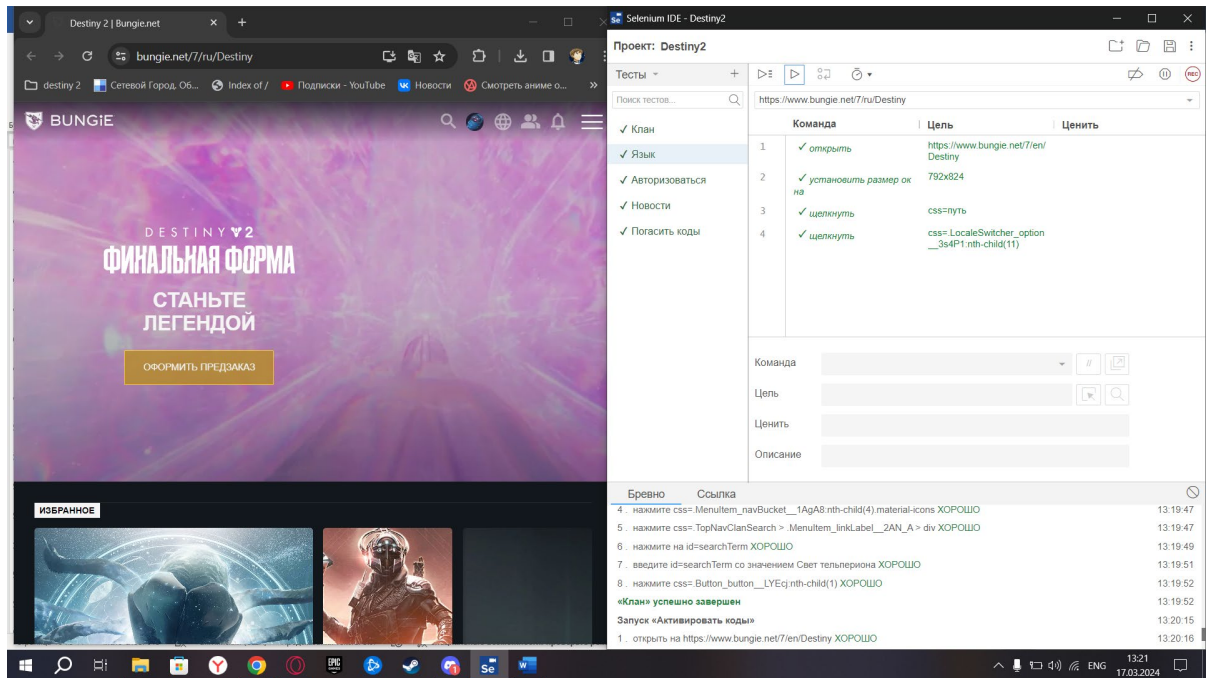 Destiny 2 | Bungie.net
bungie.net/7/ru/Destiny
destiny 2
Сетевой Город. Об...
Index of /
Подписки - YouTube
Новости
Смотреть аниме о...
»
BUNGiE
DESTINY 2
ФИНАЛЬНАЯ ФОРМА
СТАНЬТЕ
ЛЕГЕНДОЙ
ОФОРМИТЬ ПРЕДЗАКАЗ
ИЗБРАННОЕ
Selenium IDE - Destiny2
Проект: Destiny2
Тесты
REC
Поиск тестов...
https://www.bungie.net/7/ru/Destiny
✓ Клан
✓ Язык
✓ Авторизоваться
✓ Новости
✓ Погасить коды
Команда Цель Ценить
1 ✓ открыть https://www.bungie.net/7/en/
Destiny
2 ✓ установить размер ок
на
792x824
3 ✓ щелкнуть css=путь
4 ✓ щелкнуть css=.LocaleSwitcher_option
__3s4P1:nth-child(11)
Команда
//
Цель
Ценить
Описание
Бревно Ссылка
4 . нажмите css=.MenuItem_navBucket__1AgA8:nth-child(4).material-icons ХОРОШО 13:19:47
5 . нажмите css=.TopNavClanSearch > .MenuItem_linkLabel__2AN_A > div ХОРОШО 13:19:47
6 . нажмите на id=searchTerm ХОРОШО 13:19:49
7 . введите id=searchTerm со значением Свет тельпериона ХОРОШО 13:19:51
8 . нажмите css=.Button_button__LYEcj:nth-child(1) ХОРОШО 13:19:52
«Клан» успешно завершен 13:19:52
Запуск «Активировать коды» 13:20:15
1 . открыть на https://www.bungie.net/7/en/Destiny ХОРОШО 13:20:16
EPIC
Se
W
ENG
13:21
17.03.2024